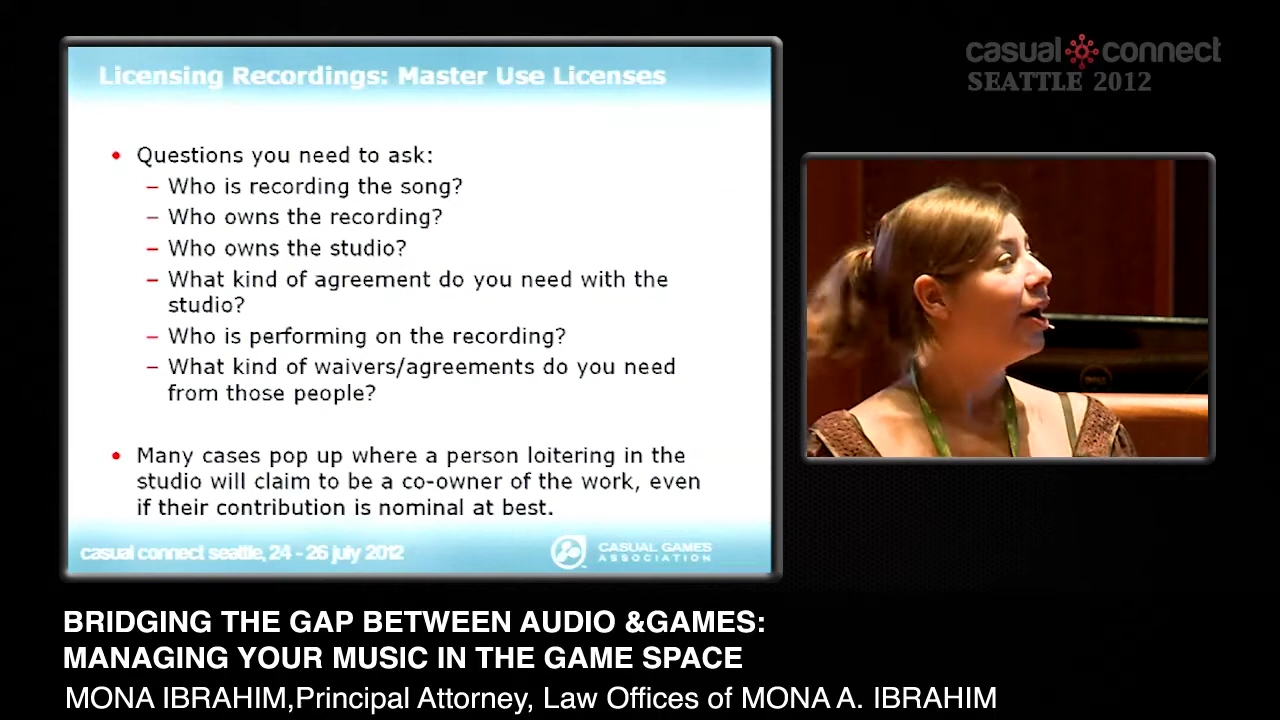 casual connect
SEATTLE 2012
Licensing Recordings: Master Use Licenses
• Questions you need to ask:
– Who is recording the song?
– Who owns the recording?
– Who owns the studio?
– What kind of agreement do you need with the
studio?
– Who is performing on the recording?
– What kind of waivers/agreements do you need
from those people?
• Many cases pop up where a person loitering in the
studio will claim to be a co-owner of the work, even
if their contribution is nominal at best.
casual connect seattle, 24 - 26 july 2012
CASUAL GAMES
ASSOCIATION
BRIDGING THE GAP BETWEEN AUDIO &GAMES:
MANAGING YOUR MUSIC IN THE GAME SPACE
MONA IBRAHIM,Principal Attorney, Law Offices of MONA A. IBRAHIM